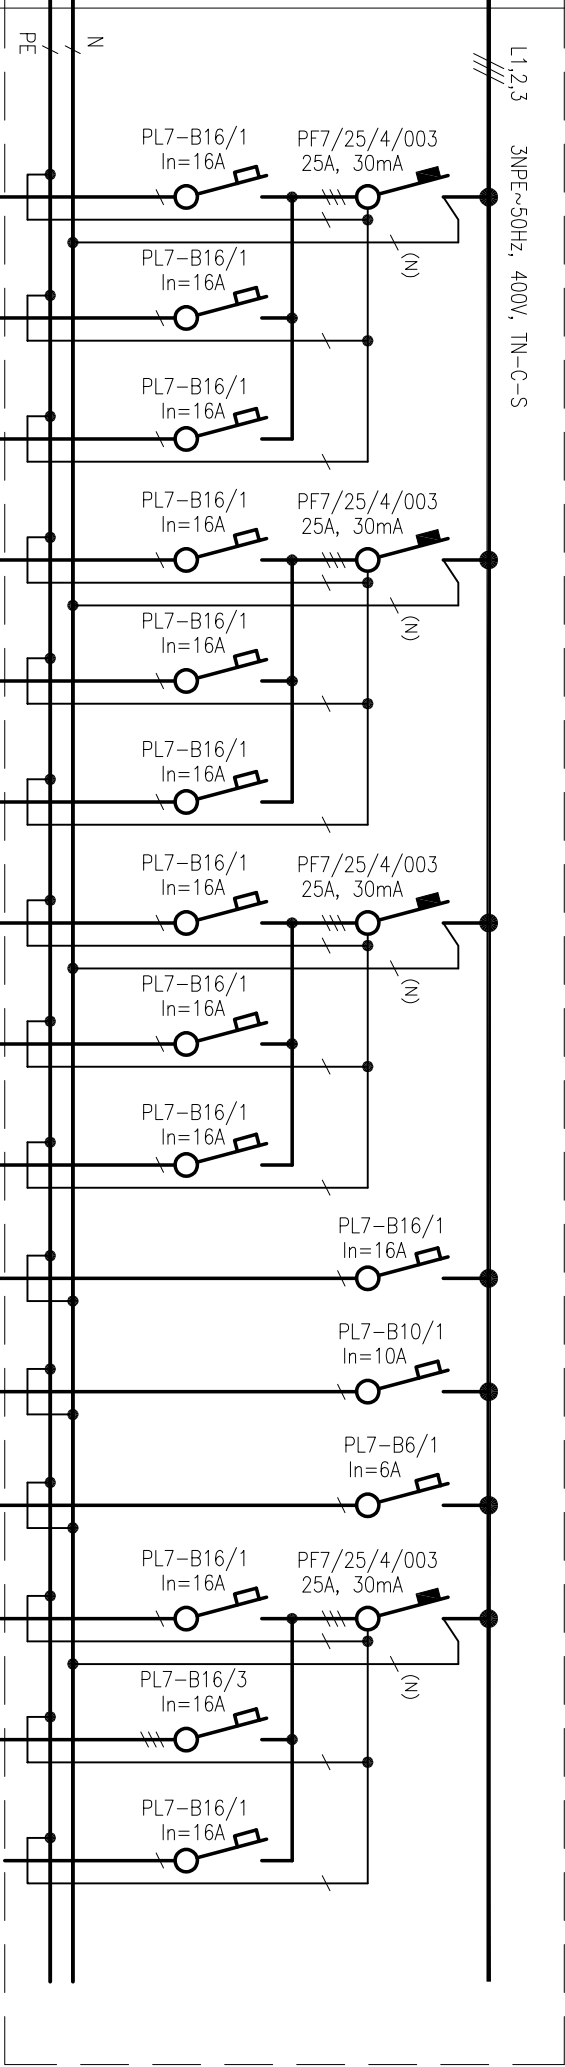 N
PE
L1,2,3
3NPE~50Hz, 400V, TN-C-S
PL7-B16/1
In=16A
PF7/25/4/003
25A, 30mA
(N)
PL7-B16/1
In=16A
PL7-B16/1
In=16A
PL7-B16/1
In=16A
PF7/25/4/003
25A, 30mA
(N)
PL7-B16/1
In=16A
PL7-B16/1
In=16A
PL7-B16/1
In=16A
PF7/25/4/003
25A, 30mA
(N)
PL7-B16/1
In=16A
PL7-B16/1
In=16A
PL7-B16/1
In=16A
PL7-B10/1
In=10A
PL7-B6/1
In=6A
PL7-B16/1
In=16A
PF7/25/4/003
25A, 30mA
(N)
PL7-B16/3
In=16A
PL7-B16/1
In=16A